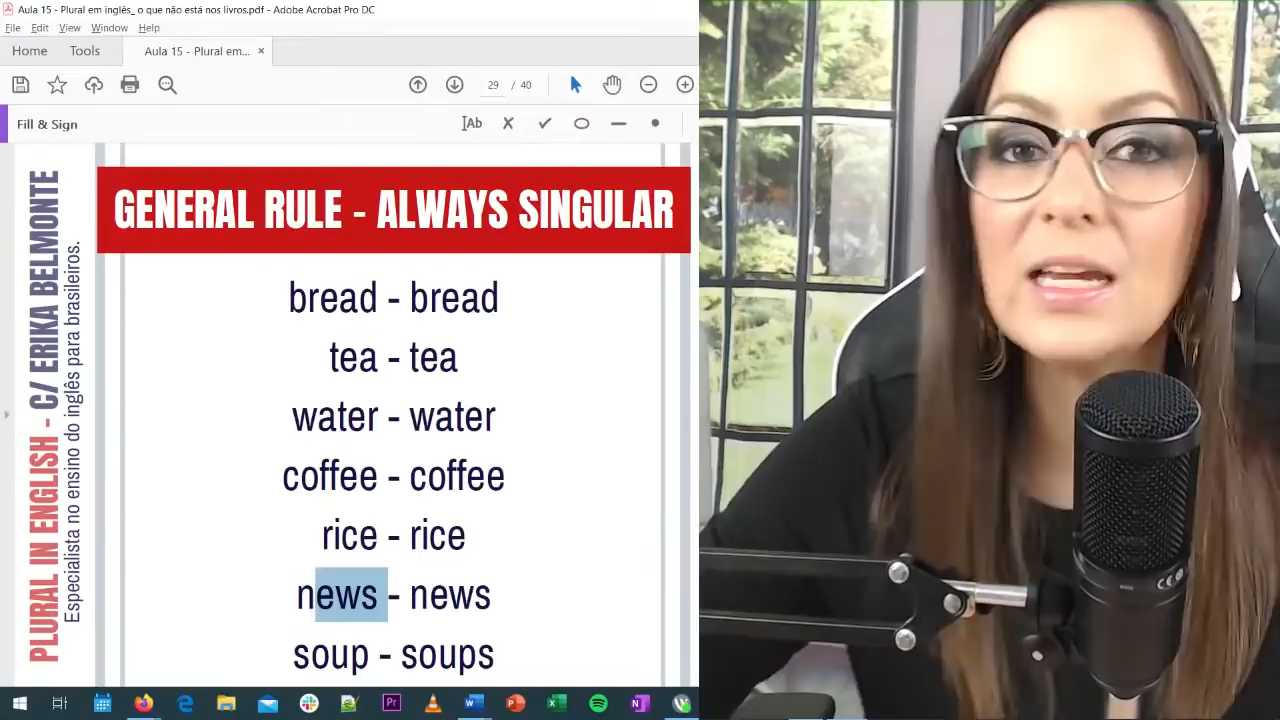 Aula 15 - Plural em inglês_ o que não está nos livros.pdf - Adobe Acrobat Pro DC
File Edit View Window Help
Home Tools Aula 15 - Plural em... ×
29 / 40
Fill & Sign
IAb
PLURAL IN ENGLISH - C/ ERIKA BELMONTE
Especialista no ensino do inglês para brasileiros.
GENERAL RULE - ALWAYS SINGULAR
bread - bread
tea - tea
water - water
coffee - coffee
rice - rice
news - news
soup - soups